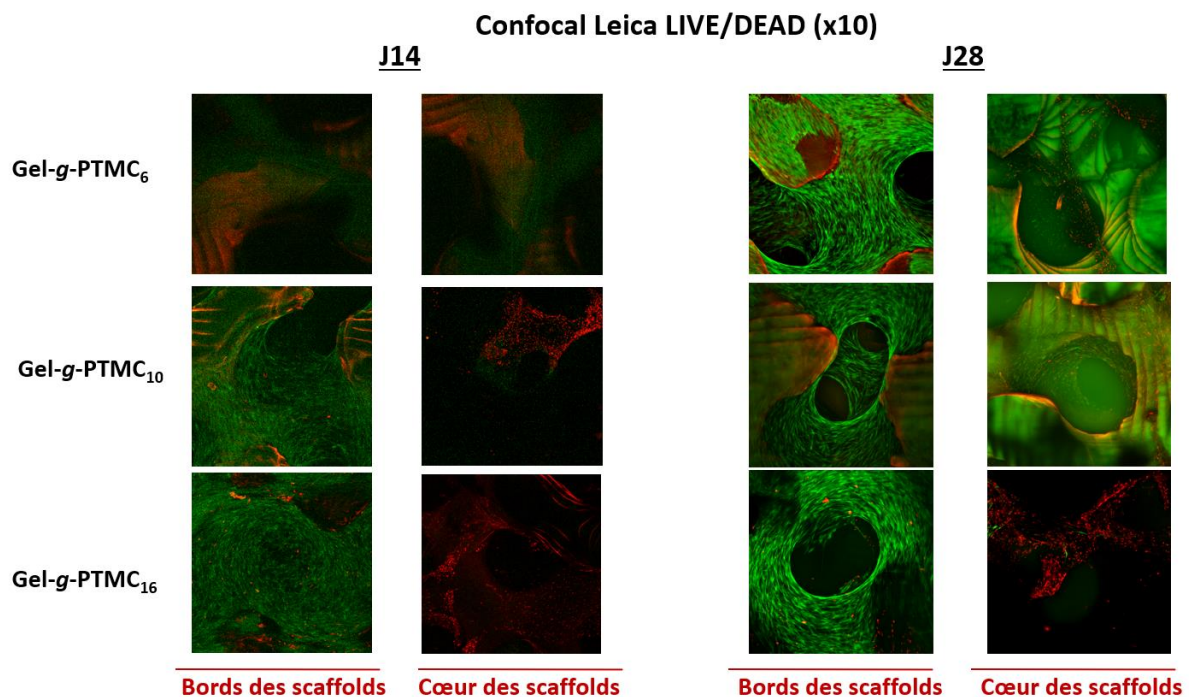 Confocal Leica LIVE/DEAD (x10)
J14
J28
Gel-g-PTMC6
Gel-g-PTMC10
Gel-g-PTMC16
Bords des scaffolds
Cœur des scaffolds
Bords des scaffolds
Cœur des scaffolds